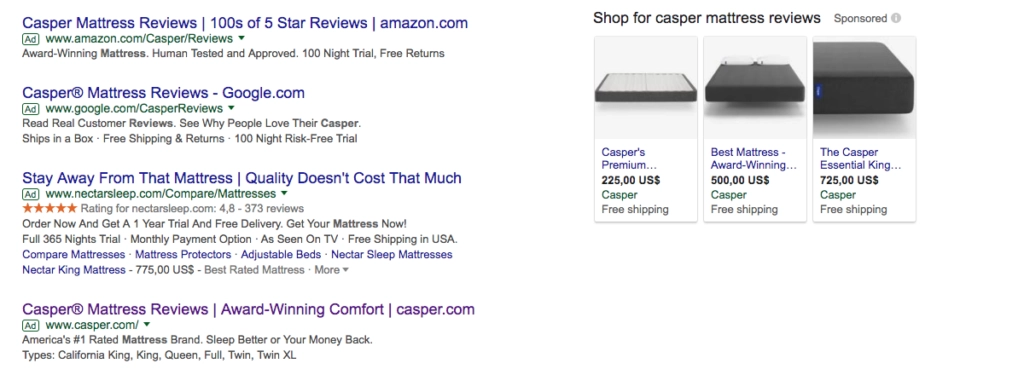 Casper Mattress Reviews | 100s of 5 Star Reviews | amazon.com
Ad www.amazon.com/Casper/Reviews
Award-Winning Mattress. Human Tested and Approved. 100 Night Trial, Free Returns
Casper® Mattress Reviews - Google.com
Ad www.google.com/CasperReviews
Read Real Customer Reviews. See Why People Love Their Casper.
Ships in a Box · Free Shipping & Returns · 100 Night Risk-Free Trial
Stay Away From That Mattress | Quality Doesn't Cost That Much
Ad www.nectarsleep.com/Compare/Mattresses
Rating for nectarsleep.com: 4,8 - 373 reviews
Order Now And Get A 1 Year Trial And Free Delivery. Get Your Mattress Now!
Full 365 Nights Trial · Monthly Payment Option · As Seen On TV · Free Shipping in USA.
Compare Mattresses · Mattress Protectors · Adjustable Beds · Nectar Sleep Mattresses
Nectar King Mattress - 775,00 US$ - Best Rated Mattress · More
Casper® Mattress Reviews | Award-Winning Comfort | casper.com
Ad www.casper.com/
America's #1 Rated Mattress Brand. Sleep Better or Your Money Back.
Types: California King, King, Queen, Full, Twin, Twin XL
Shop for casper mattress reviews Sponsored
Casper's
Premium…
225,00 US$
Casper
Free shipping
Best Mattress -
Award-Winning…
500,00 US$
Casper
Free shipping
The Casper
Essential King…
725,00 US$
Casper
Free shipping